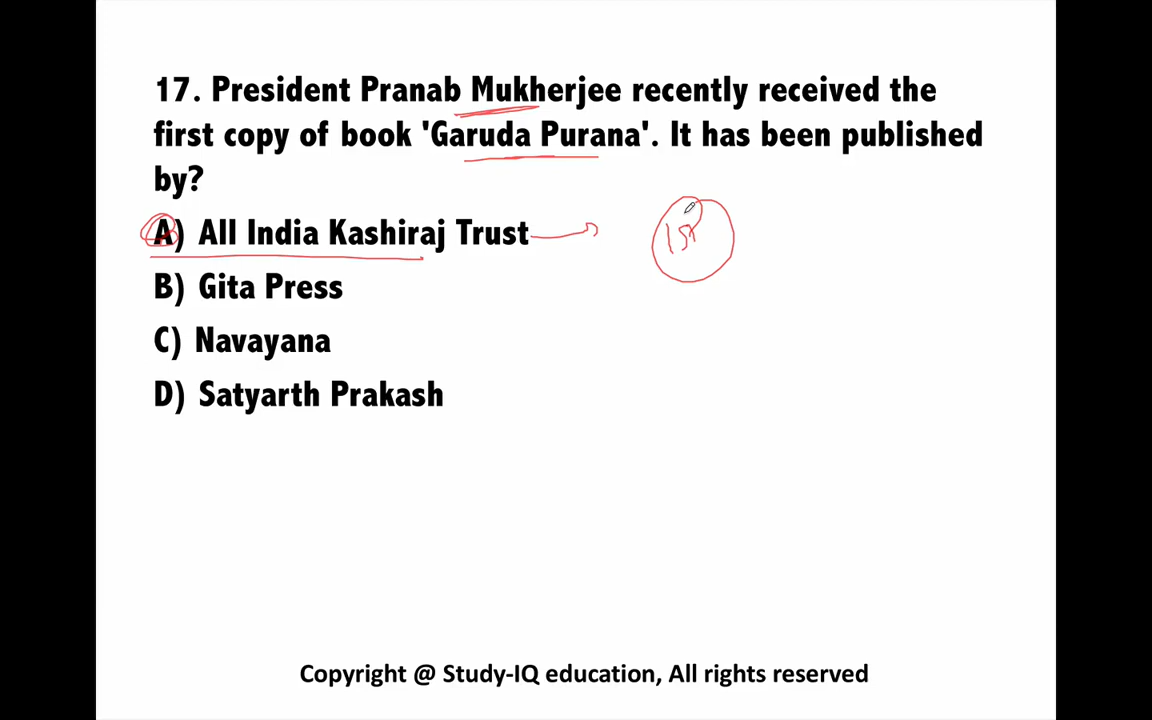 17. President Pranab Mukherjee recently received the
first copy of book 'Garuda Purana'. It has been published
by?
A) All India Kashiraj Trust
1st
B) Gita Press
C) Navayana
D) Satyarth Prakash
Copyright @ Study-IQ education, All rights reserved